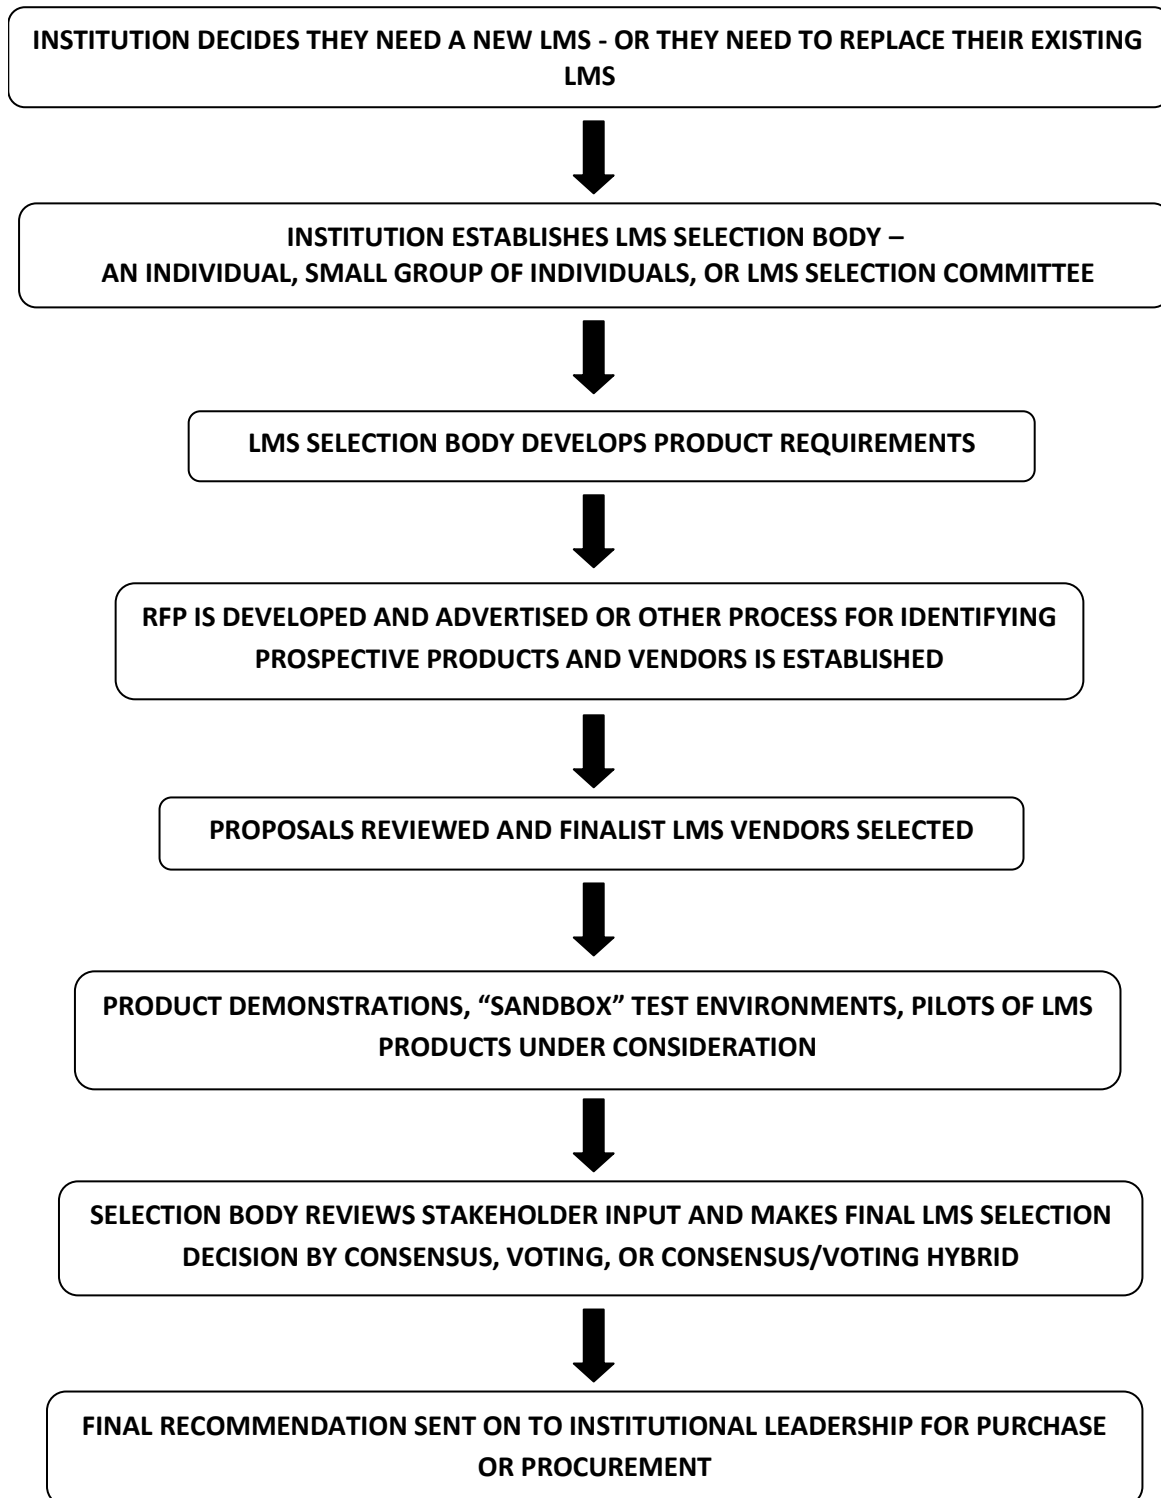 INSTITUTION DECIDES THEY NEED A NEW LMS - OR THEY NEED TO REPLACE THEIR EXISTING
LMS
INSTITUTION ESTABLISHES LMS SELECTION BODY –
AN INDIVIDUAL, SMALL GROUP OF INDIVIDUALS, OR LMS SELECTION COMMITTEE
LMS SELECTION BODY DEVELOPS PRODUCT REQUIREMENTS
RFP IS DEVELOPED AND ADVERTISED OR OTHER PROCESS FOR IDENTIFYING
PROSPECTIVE PRODUCTS AND VENDORS IS ESTABLISHED
PROPOSALS REVIEWED AND FINALIST LMS VENDORS SELECTED
PRODUCT DEMONSTRATIONS, “SANDBOX” TEST ENVIRONMENTS, PILOTS OF LMS
PRODUCTS UNDER CONSIDERATION
SELECTION BODY REVIEWS STAKEHOLDER INPUT AND MAKES FINAL LMS SELECTION
DECISION BY CONSENSUS, VOTING, OR CONSENSUS/VOTING HYBRID
FINAL RECOMMENDATION SENT ON TO INSTITUTIONAL LEADERSHIP FOR PURCHASE
OR PROCUREMENT